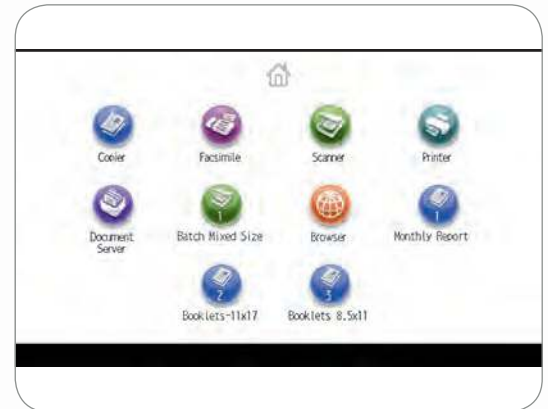 Copier Facsimile Scanner Printer
1 1
Document Batch Mixed Size Browser Monthly Report
Server
2 3
Booklets-11x17 Booklets 8.5x11